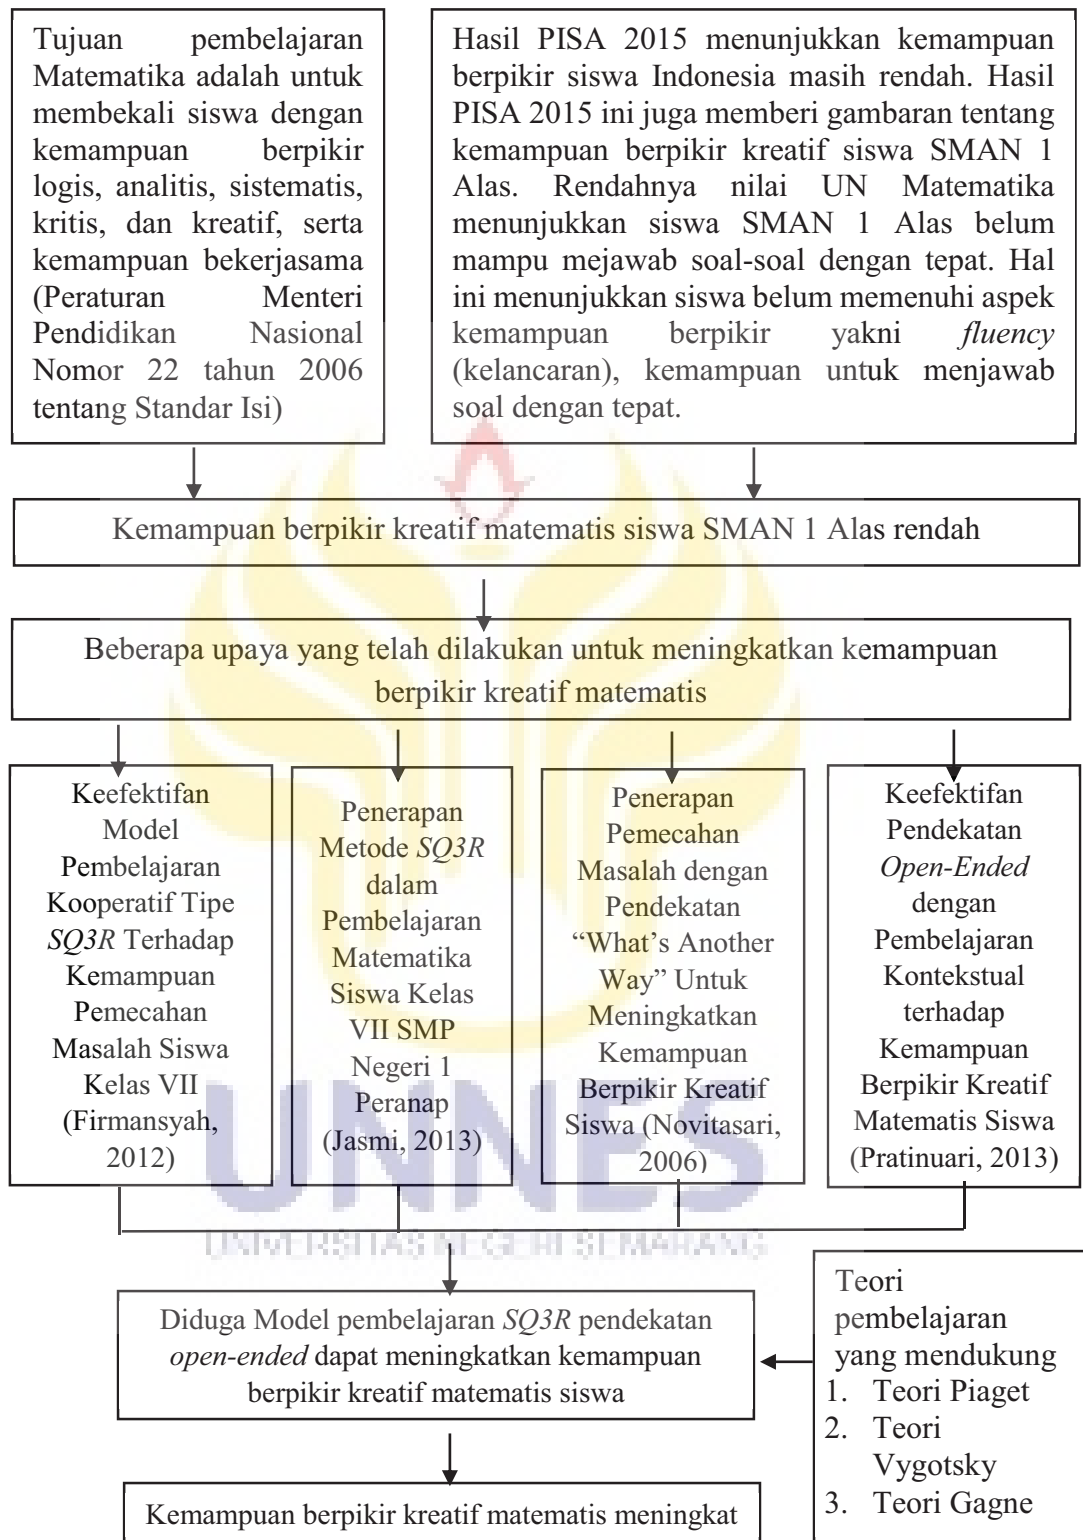 Tujuan pembelajaran
Matematika adalah untuk
membekali siswa dengan
kemampuan berpikir
logis, analitis, sistematis,
kritis, dan kreatif, serta
kemampuan bekerjasama
(Peraturan Menteri
Pendidikan Nasional
Nomor 22 tahun 2006
tentang Standar Isi)
Hasil PISA 2015 menunjukkan kemampuan
berpikir siswa Indonesia masih rendah. Hasil
PISA 2015 ini juga memberi gambaran tentang
kemampuan berpikir kreatif siswa SMAN 1
Alas. Rendahnya nilai UN Matematika
menunjukkan siswa SMAN 1 Alas belum
mampu mejawab soal-soal dengan tepat. Hal
ini menunjukkan siswa belum memenuhi aspek
kemampuan berpikir yakni fluency
(kelancaran), kemampuan untuk menjawab
soal dengan tepat.
Kemampuan berpikir kreatif matematis siswa SMAN 1 Alas rendah
Beberapa upaya yang telah dilakukan untuk meningkatkan kemampuan
berpikir kreatif matematis
Keefektifan
Model
Pembelajaran
Kooperatif Tipe
SQ3R Terhadap
Kemampuan
Pemecahan
Masalah Siswa
Kelas VII
(Firmansyah,
2012)
Penerapan
Metode SQ3R
dalam
Pembelajaran
Matematika
Siswa Kelas
VII SMP
Negeri 1
Peranap
(Jasmi, 2013)
Penerapan
Pemecahan
Masalah dengan
Pendekatan
“What’s Another
Way” Untuk
Meningkatkan
Kemampuan
Berpikir Kreatif
Siswa (Novitasari,
2006)
Keefektifan
Pendekatan
Open-Ended
dengan
Pembelajaran
Kontekstual
terhadap
Kemampuan
Berpikir Kreatif
Matematis Siswa
(Pratinuari, 2013)
UNNES
UNIVERSITAS NEGERI SEMARANG
Diduga Model pembelajaran SQ3R pendekatan
open-ended dapat meningkatkan kemampuan
berpikir kreatif matematis siswa
Teori
pembelajaran
yang mendukung
1. Teori Piaget
2. Teori
Vygotsky
3. Teori Gagne
Kemampuan berpikir kreatif matematis meningkat